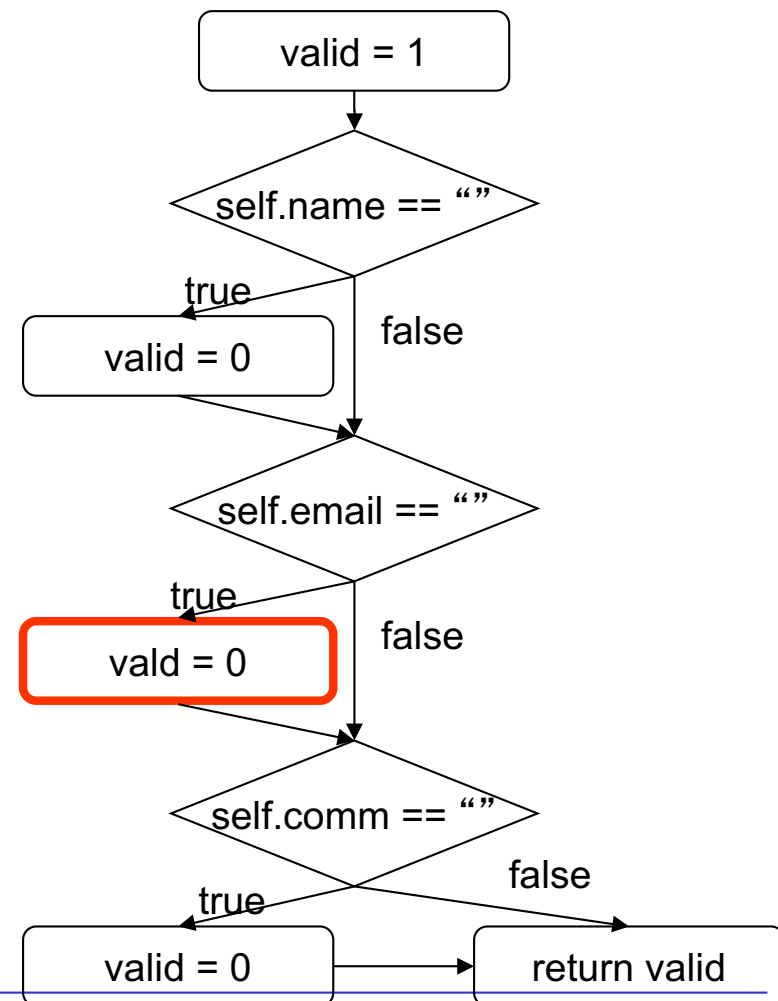 valid = 1
self.name == “”
true
false
valid = 0
self.email == “”
true
false
vald = 0
self.comm == “”
false
true
valid = 0
return valid